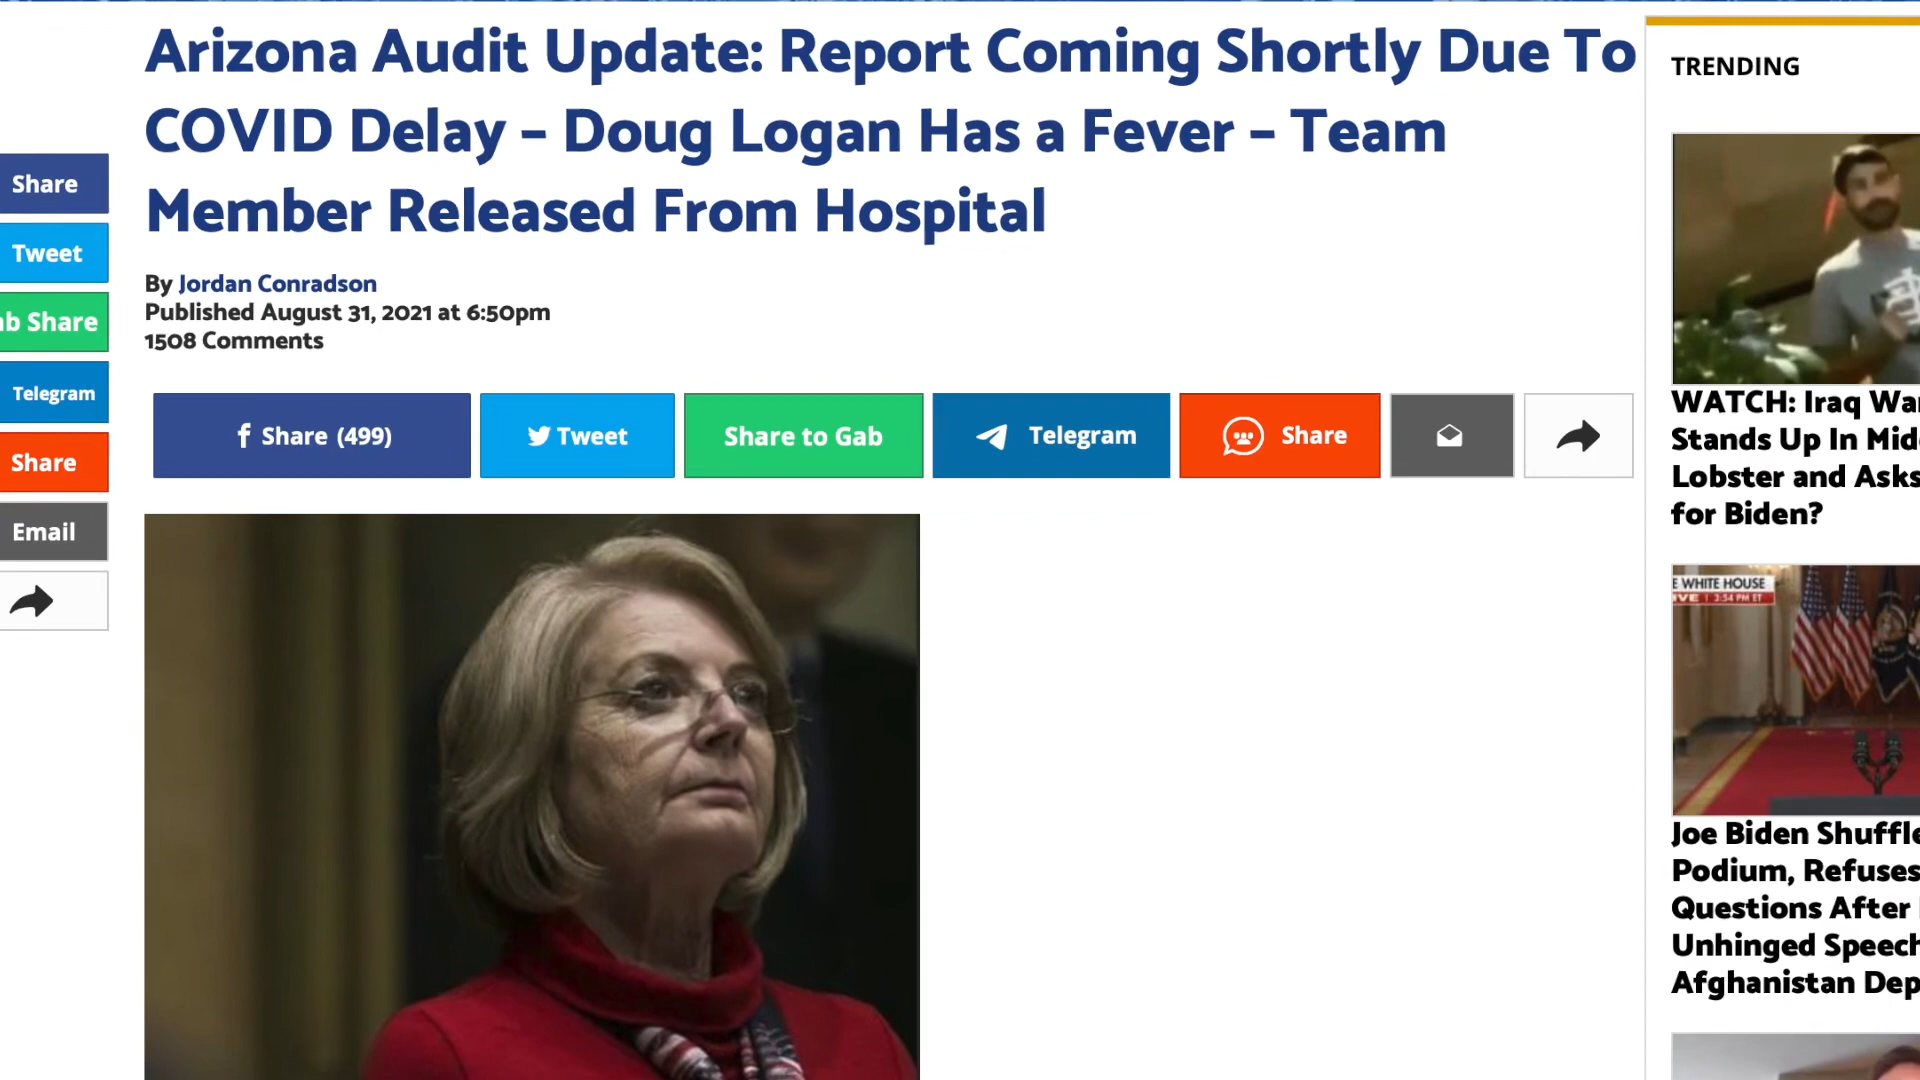 Arizona Audit Update: Report Coming Shortly Due To
COVID Delay – Doug Logan Has a Fever – Team
Member Released From Hospital
By Jordan Conradson
Published August 31, 2021 at 6:50pm
1508 Comments
Share (499)
Tweet
Share to Gab
Telegram
Share
Share
Tweet
ab Share
Telegram
Share
Email
TRENDING
WATCH: Iraq Wa
Stands Up In Mid
Lobster and Asks
for Biden?
E WHITE HOUSE
IVE 3:54 PM ET
Joe Biden Shuffle
Podium, Refuses
Questions After
Unhinged Speech
Afghanistan Dep